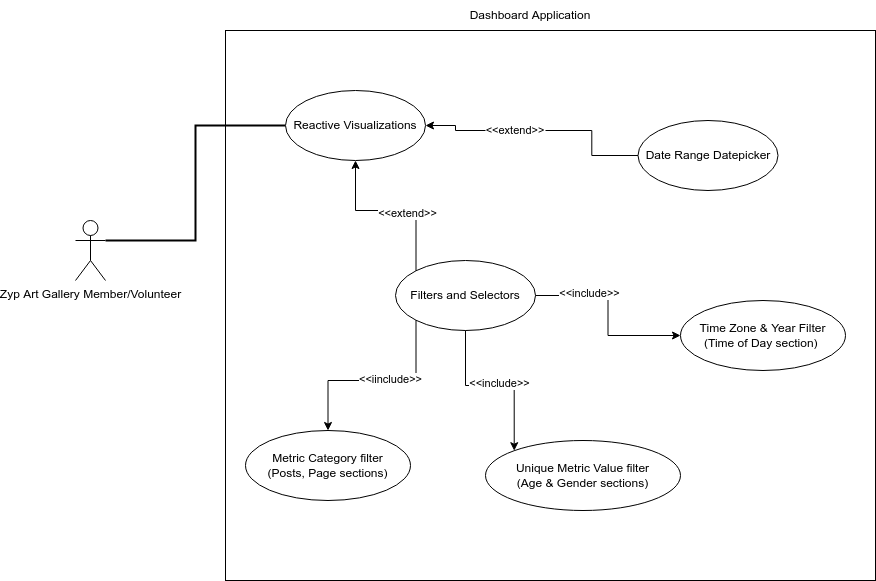 Dashboard Application
Reactive Visualizations
<<extend>>
Date Range Datepicker
<<extend>>
Zyp Art Gallery Member/Volunteer
Filters and Selectors
<<include>>
Time Zone & Year Filter
(Time of Day section)
<<iinclude>>
<<include>>
Metric Category filter
(Posts, Page sections)
Unique Metric Value filter
(Age & Gender sections)